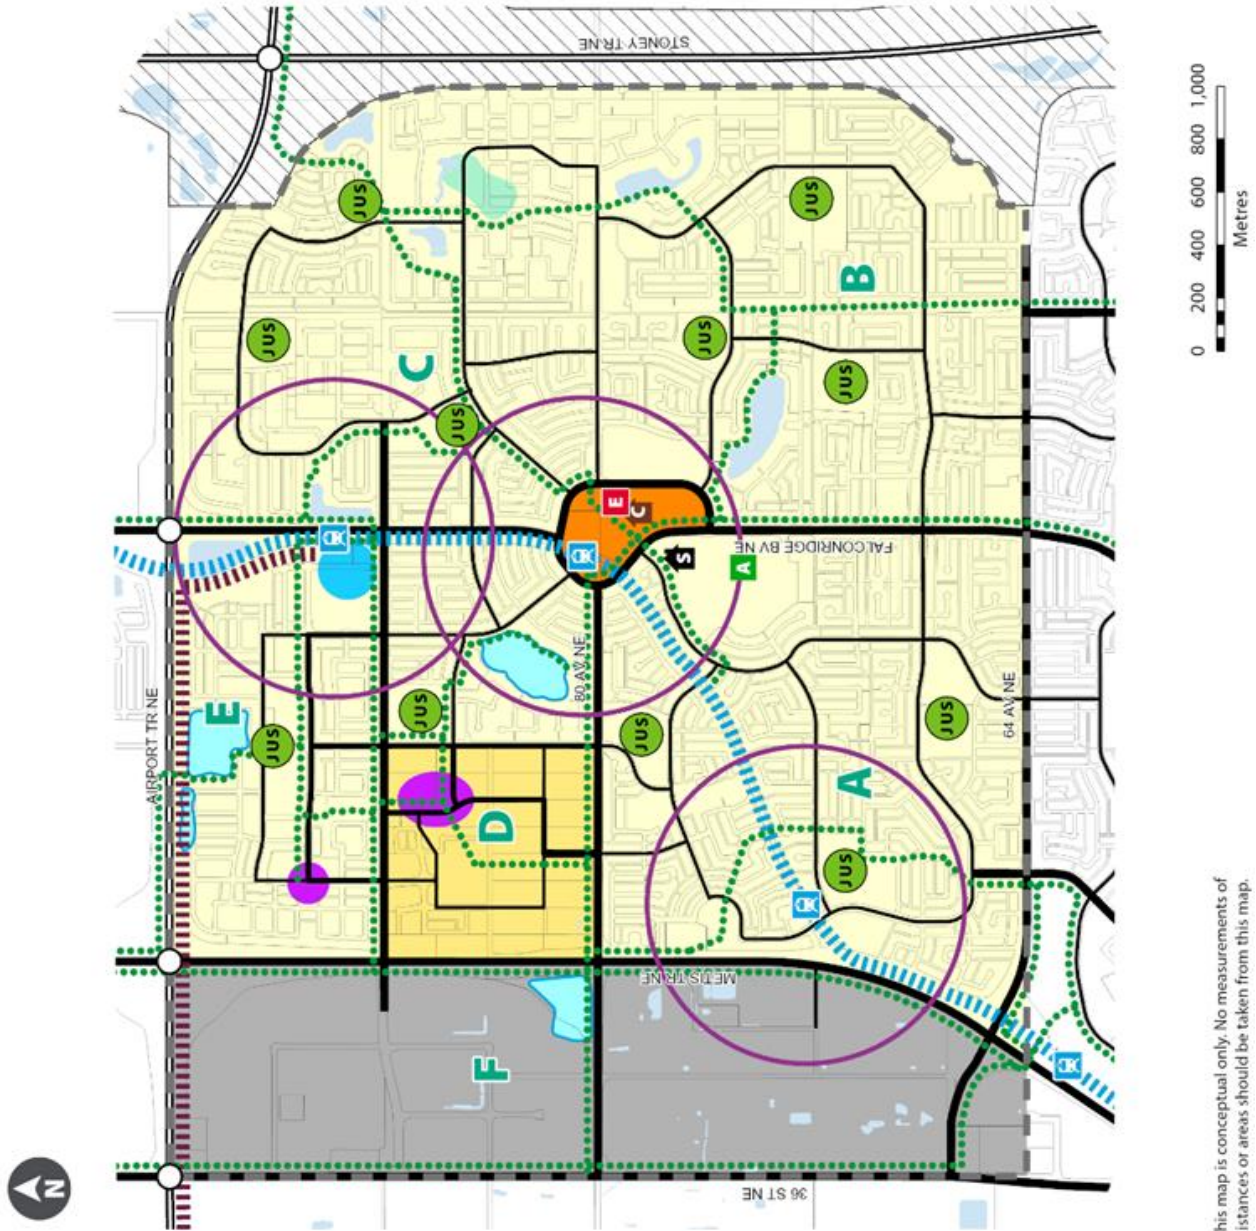 STONEY TR NE
JUS
JUS
JUS
C
B
JUS
JUS
JUS
E
C
S
A
FALCONRIDGE BV NE
AIRPORT TR NE
E
JUS
JUS
80 AV NE
JUS
JUS
64 AV NE
D
A
JUS
METIS TR NE
F
36 ST NE
N
0 200 400 600 800 1,000
Metres
his map is conceptual only. No measurements of
istances or areas should be taken from this map.